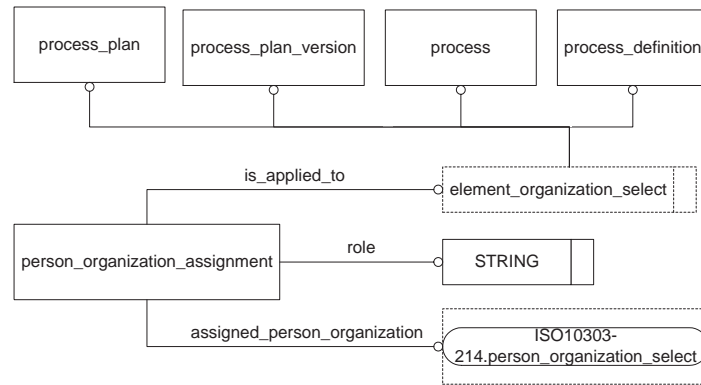 process_plan
process_plan_version
process
process_definition
is_applied_to
element_organization_select
person_organization_assignment
role
STRING
assigned_person_organization
ISO10303-
214.person_organization_select